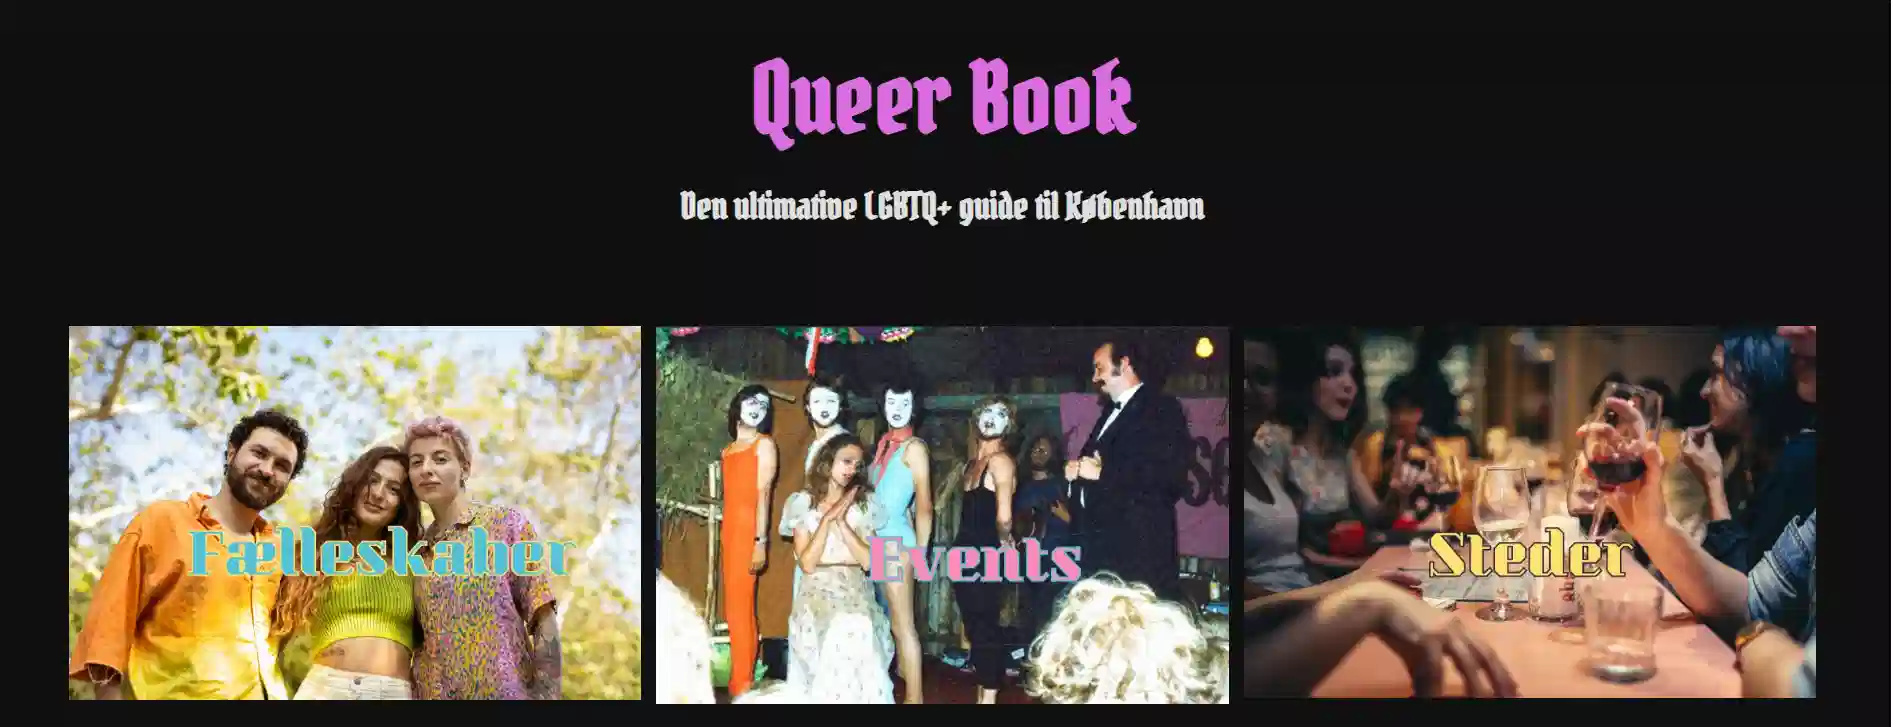 Queer Book
Den ultimative LGBTQ+ guide til København
Fælleskaber
Events
Steder